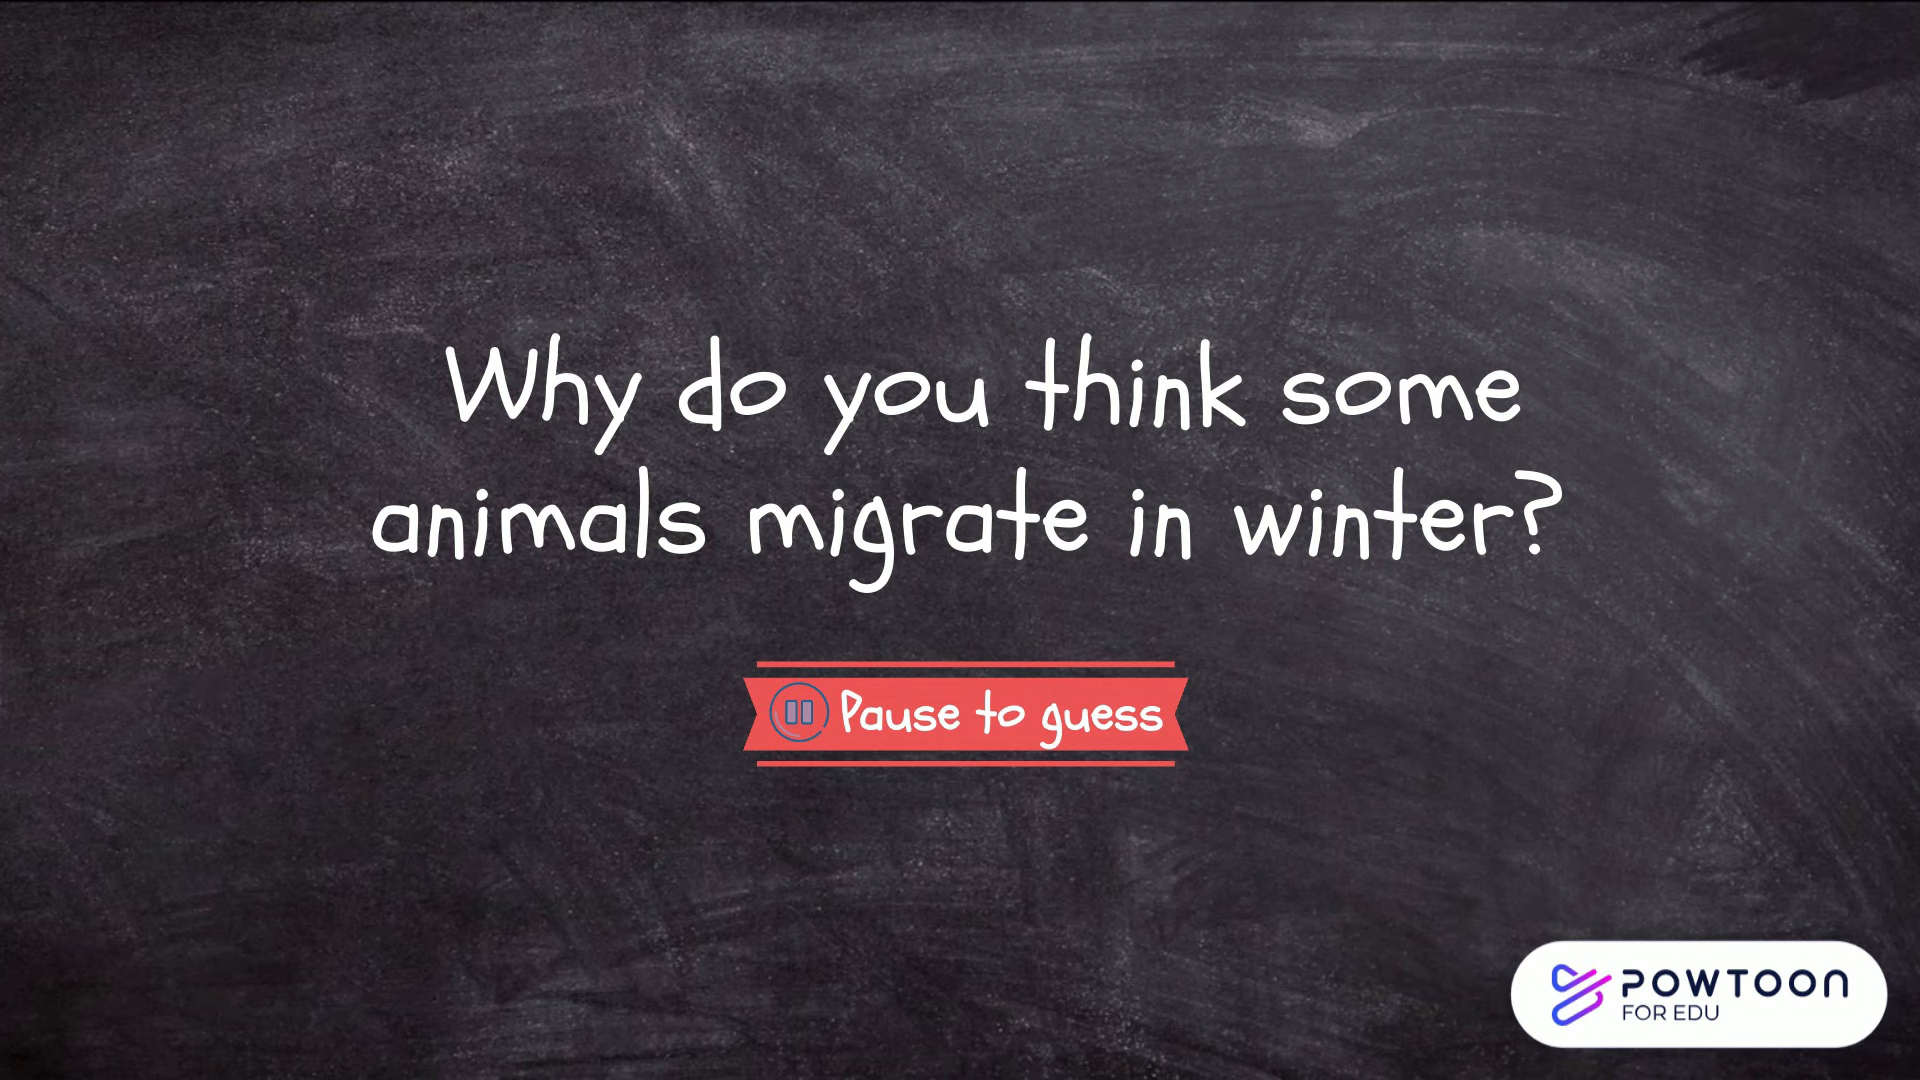 Why do you think some
animals migrate in winter?
Pause to guess
POWTOON
FOR EDU